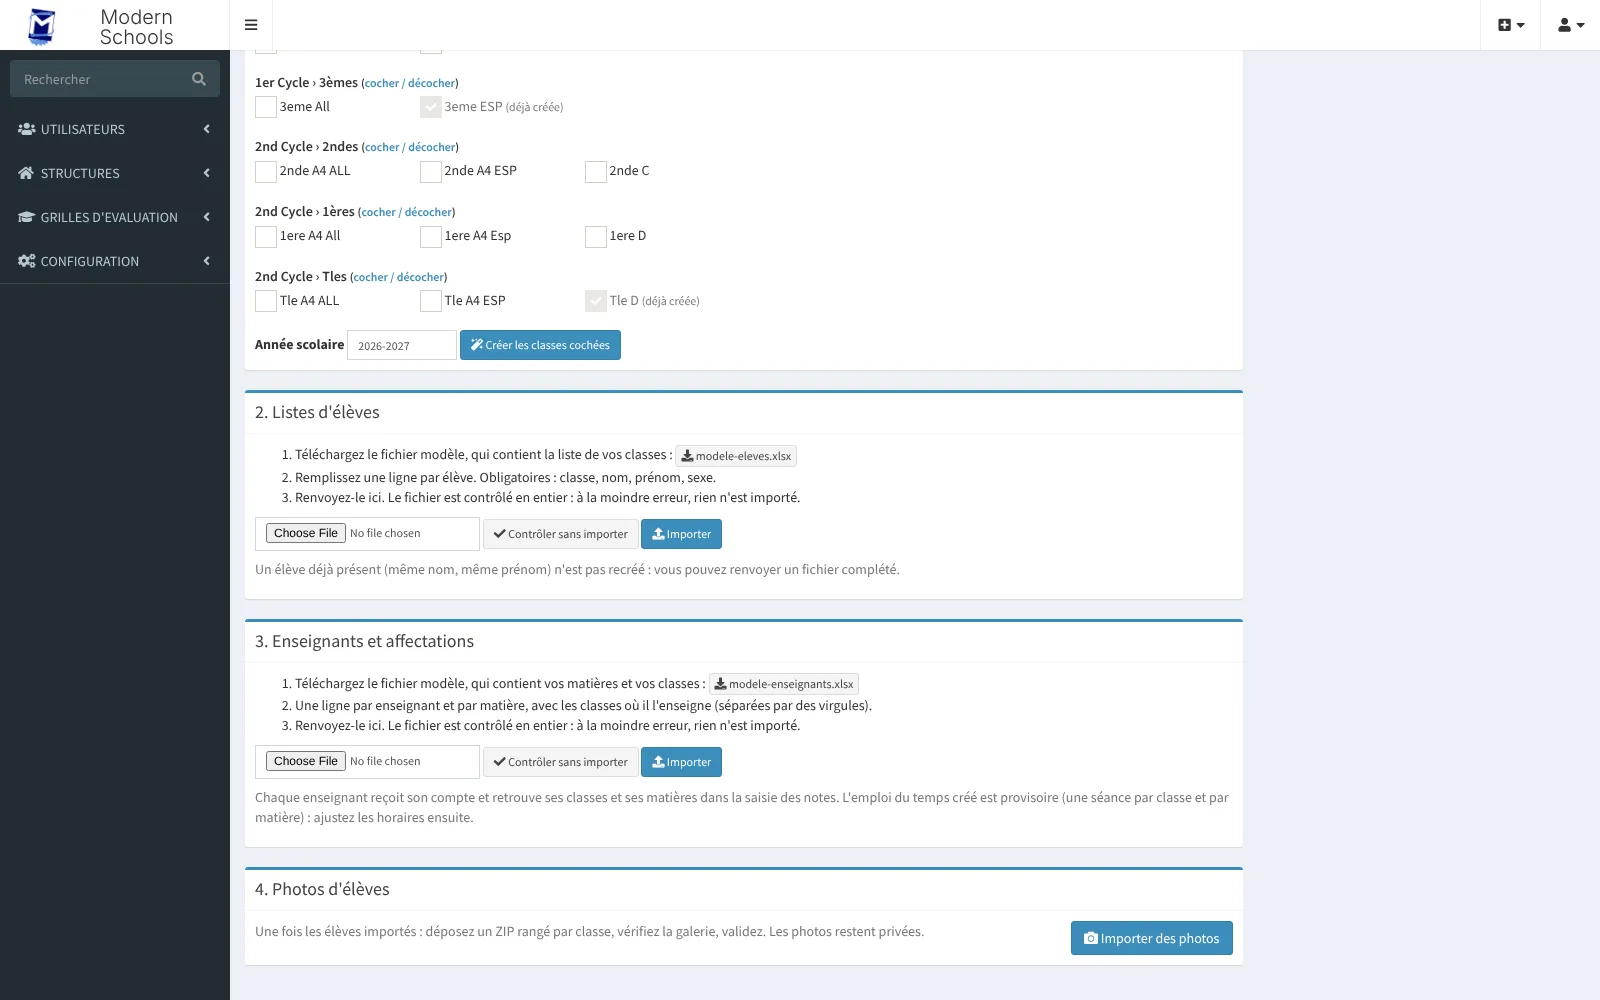 Modern
Schools
Rechercher
UTILISATEURS
STRUCTURES
GRILLES D'EVALUATION
CONFIGURATION
1er Cycle › 3èmes (cocher / décocher)
3eme All
3eme ESP (déjà créée)
2nd Cycle › 2ndes (cocher / décocher)
2nde A4 ALL
2nde A4 ESP
2nde C
2nd Cycle › 1ères (cocher / décocher)
1ere A4 All
1ere A4 Esp
1ere D
2nd Cycle › Tles (cocher / décocher)
Tle A4 ALL
Tle A4 ESP
Tle D (déjà créée)
Année scolaire 2026-2027 Créer les classes cochées
2. Listes d'élèves
1. Téléchargez le fichier modèle, qui contient la liste de vos classes : modele-eleves.xlsx
2. Remplissez une ligne par élève. Obligatoires : classe, nom, prénom, sexe.
3. Renvoyez-le ici. Le fichier est contrôlé en entier : à la moindre erreur, rien n'est importé.
Choose File No file chosen Contrôler sans importer Importer
Un élève déjà présent (même nom, même prénom) n'est pas recréé : vous pouvez renvoyer un fichier complété.
3. Enseignants et affectations
1. Téléchargez le fichier modèle, qui contient vos matières et vos classes : modele-enseignants.xlsx
2. Une ligne par enseignant et par matière, avec les classes où il l'enseigne (séparées par des virgules).
3. Renvoyez-le ici. Le fichier est contrôlé en entier : à la moindre erreur, rien n'est importé.
Choose File No file chosen Contrôler sans importer Importer
Chaque enseignant reçoit son compte et retrouve ses classes et ses matières dans la saisie des notes. L'emploi du temps créé est provisoire (une séance par classe et par
matière) : ajustez les horaires ensuite.
4. Photos d'élèves
Une fois les élèves importés : déposez un ZIP rangé par classe, vérifiez la galerie, validez. Les photos restent privées.
Importer des photos